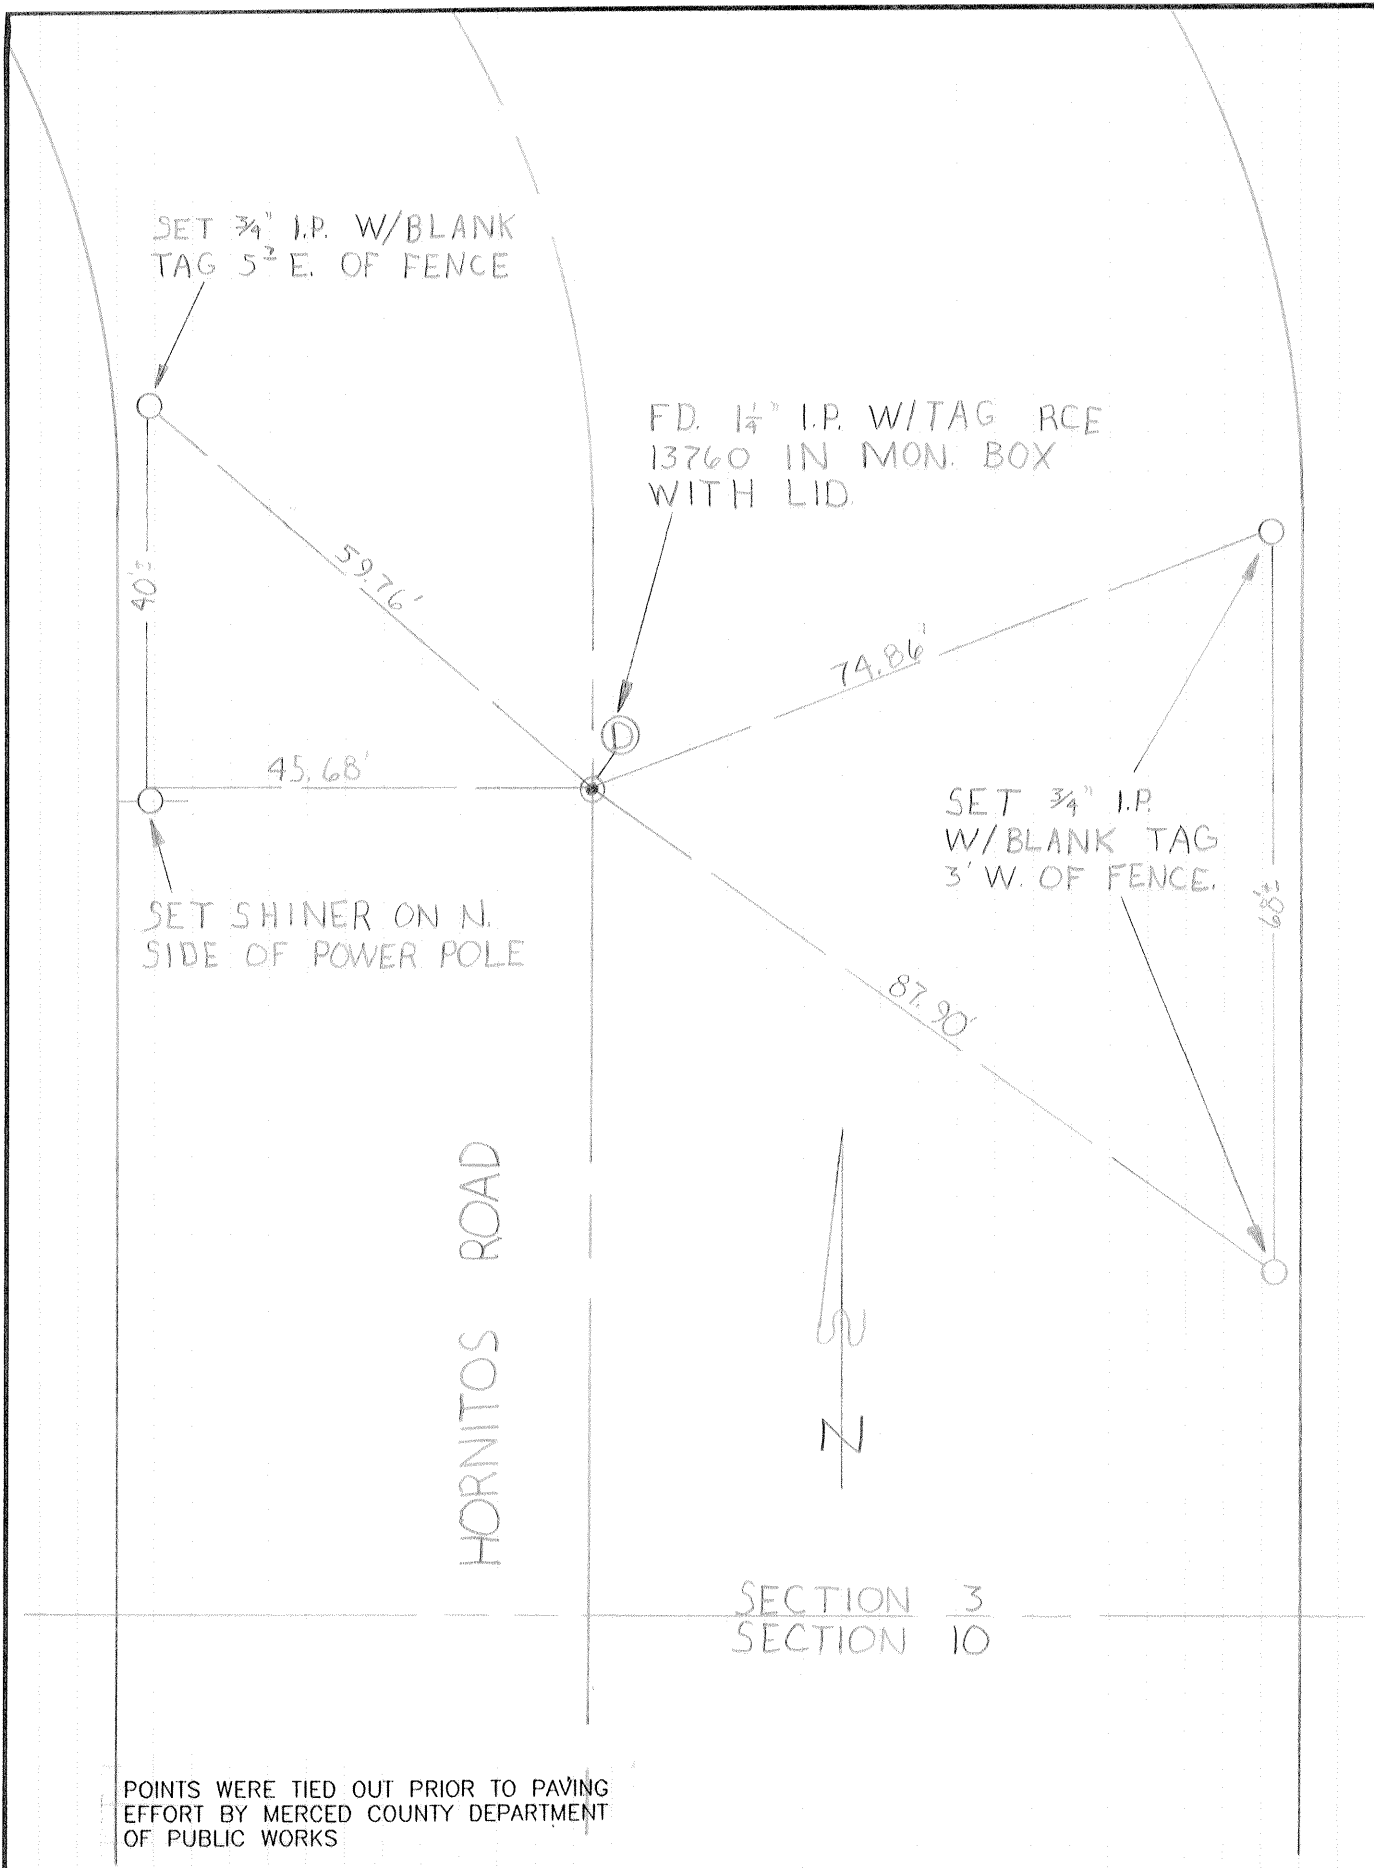 SET 3/4" I.P. W/BLANK
TAG 5'± E. OF FENCE
FD. 1 1/4" I.P. W/TAG RCE
13760 IN MON. BOX
WITH LID.
40'±
59.76'
74.86'
D
45.68'
SET 3/4" I.P.
W/BLANK TAG
3' W. OF FENCE.
68'±
SET SHINER ON N.
SIDE OF POWER POLE
87.90'
HORNITOS ROAD
N
SECTION 3
SECTION 10
POINTS WERE TIED OUT PRIOR TO PAVING
EFFORT BY MERCED COUNTY DEPARTMENT
OF PUBLIC WORKS